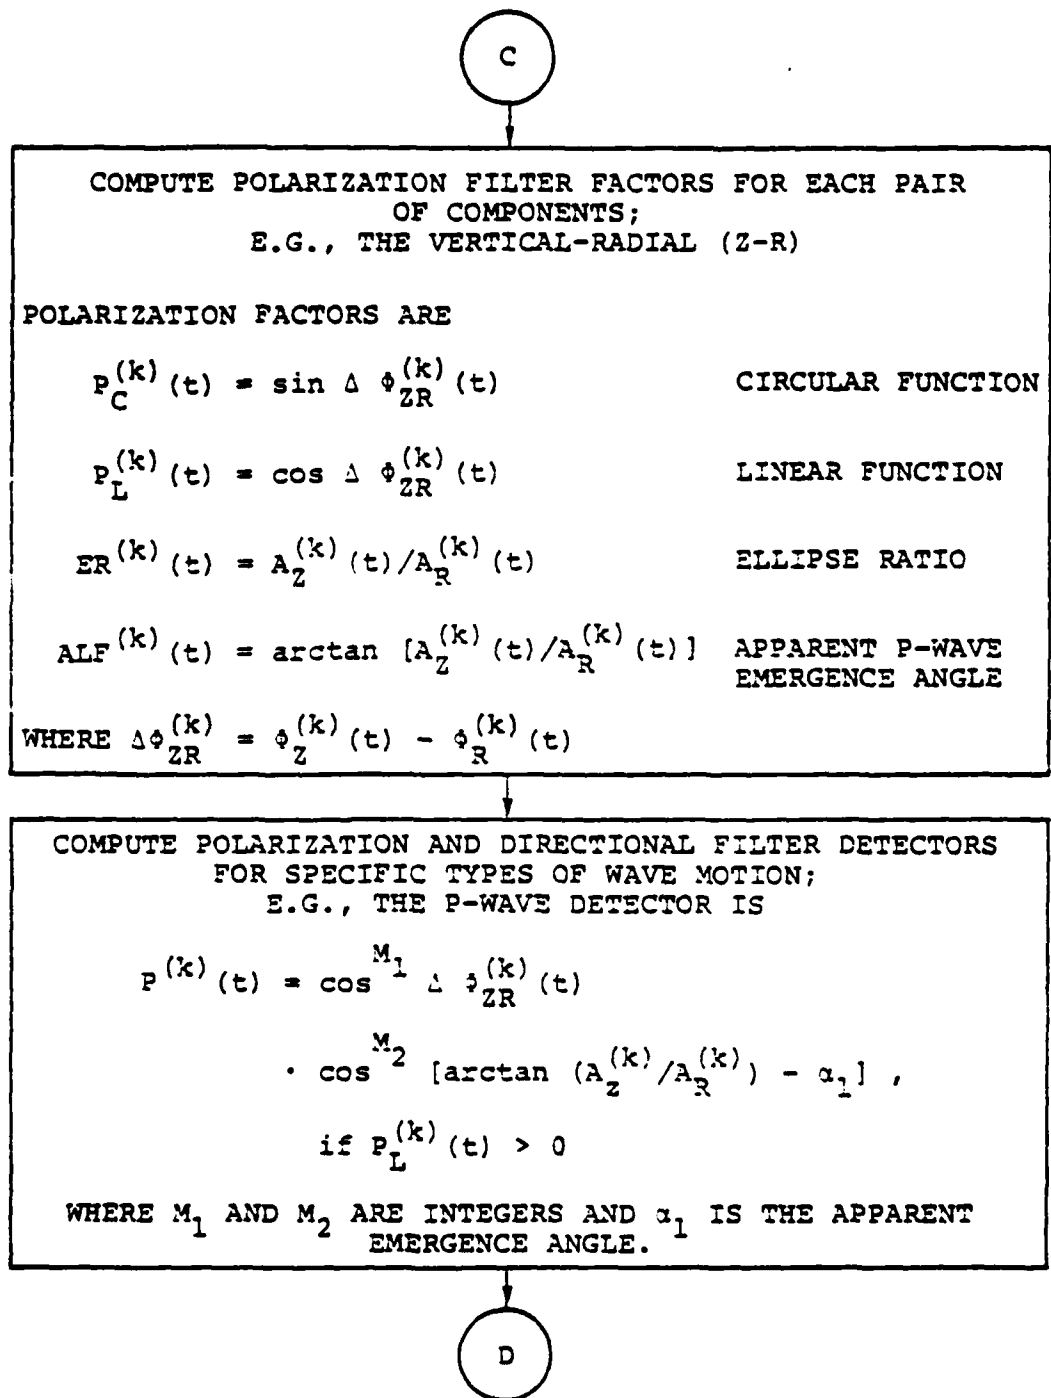 C
COMPUTE POLARIZATION FILTER FACTORS FOR EACH PAIR
OF COMPONENTS;
E.G., THE VERTICAL-RADIAL (Z-R)
POLARIZATION FACTORS ARE
P_C^(k) (t) = sin Δ Φ_ZR^(k) (t) CIRCULAR FUNCTION
P_L^(k) (t) = cos Δ Φ_ZR^(k) (t) LINEAR FUNCTION
ER^(k) (t) = A_Z^(k) (t)/A_R^(k) (t) ELLIPSE RATIO
ALF^(k) (t) = arctan [A_Z^(k) (t)/A_R^(k) (t)] APPARENT P-WAVE
EMERGENCE ANGLE
WHERE ΔΦ_ZR^(k) = Φ_Z^(k) (t) - Φ_R^(k) (t)
COMPUTE POLARIZATION AND DIRECTIONAL FILTER DETECTORS
FOR SPECIFIC TYPES OF WAVE MOTION;
E.G., THE P-WAVE DETECTOR IS
P^(k) (t) = cos^M_1 Δ Φ_ZR^(k) (t)
· cos^M_2 [arctan (A_z^(k)/A_R^(k)) - α_1] ,
if P_L^(k) (t) > 0
WHERE M_1 AND M_2 ARE INTEGERS AND α_1 IS THE APPARENT
EMERGENCE ANGLE.
D